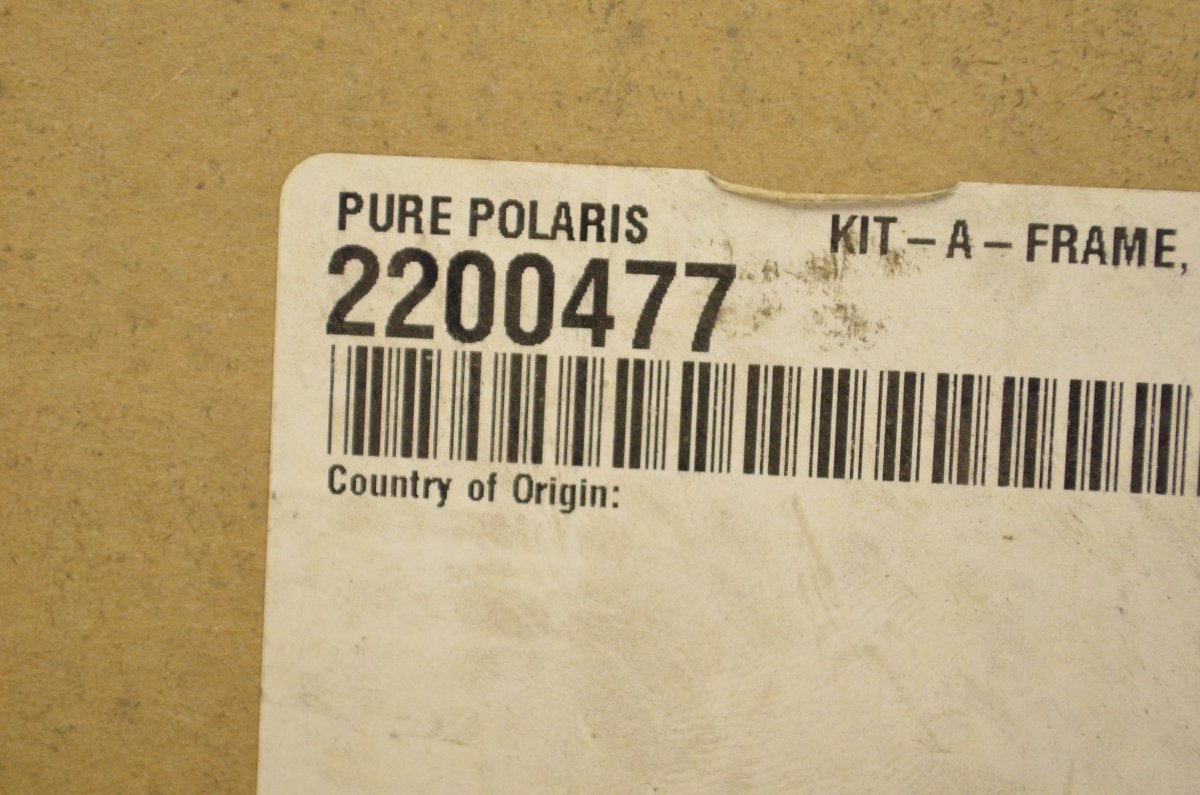 PURE POLARIS KIT-A-FRAME,
2200477
Country of Origin: